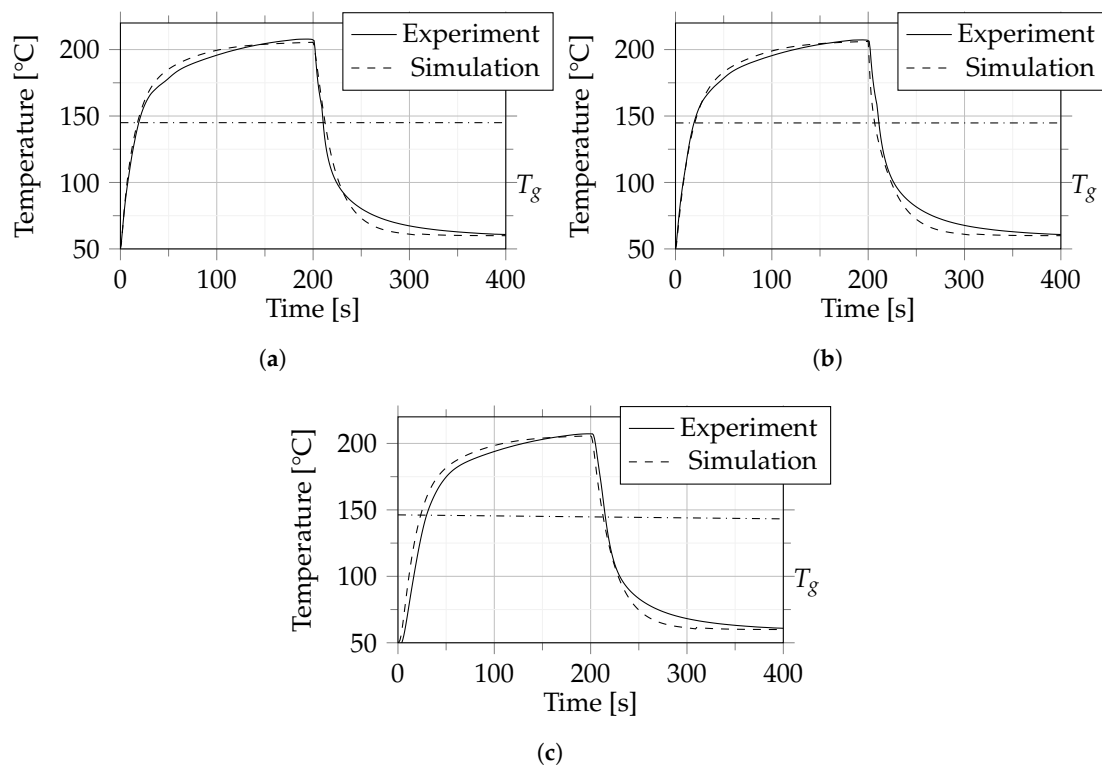 Experiment
Simulation
Temperature [°C]
200
150
100
50
T_g
0 100 200 300 400
Time [s]
(a)
Experiment
Simulation
Temperature [°C]
200
150
100
50
T_g
0 100 200 300 400
Time [s]
(b)
Experiment
Simulation
Temperature [°C]
200
150
100
50
T_g
0 100 200 300 400
Time [s]
(c)